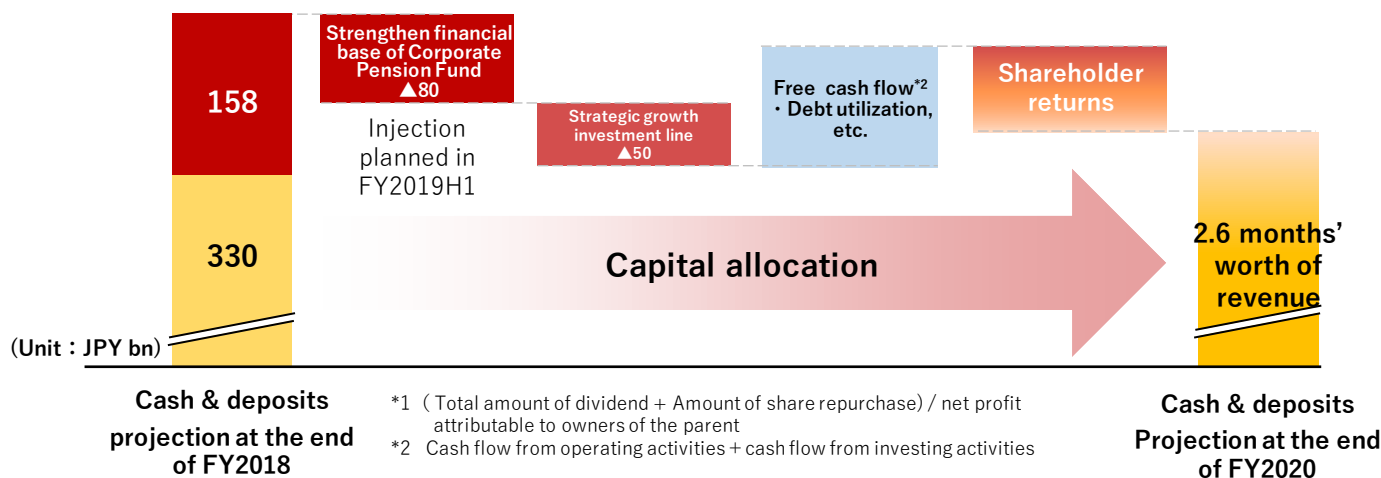 158
330
(Unit：JPY bn)
Strengthen financial
base of Corporate
Pension Fund
▲80
Injection
planned in
FY2019H1
Strategic growth
investment line
▲50
Free cash flow*2
・Debt utilization,
etc.
Shareholder
returns
Capital allocation
2.6 months’
worth of
revenue
Cash & deposits
projection at the end
of FY2018
*1 ( Total amount of dividend + Amount of share repurchase) / net profit
attributable to owners of the parent
*2 Cash flow from operating activities + cash flow from investing activities
Cash & deposits
Projection at the end
of FY2020